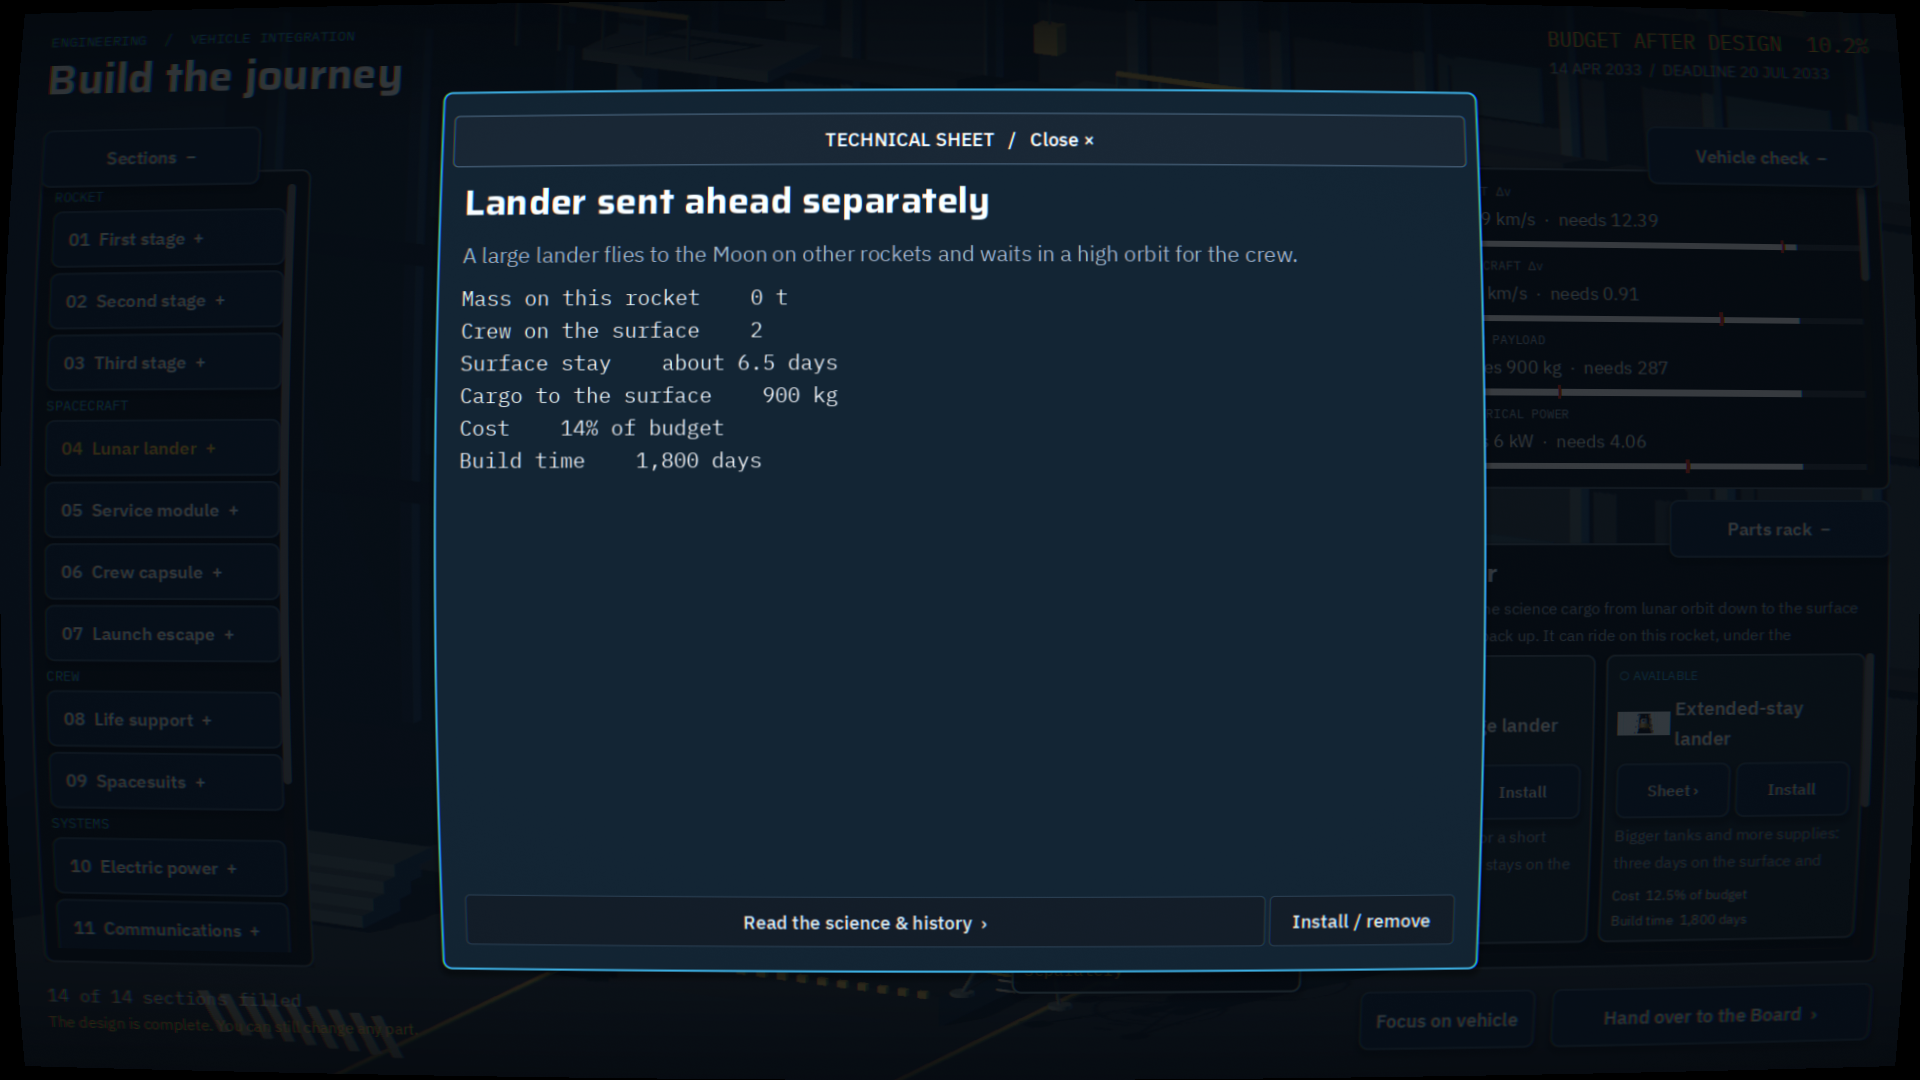 ENGINEERING / VEHICLE INTEGRATION
Build the journey
BUDGET AFTER DESIGN 10.2%
14 APR 2033 / DEADLINE 20 JUL 2033
Sections −
ROCKET
01 First stage +
02 Second stage +
03 Third stage +
SPACECRAFT
04 Lunar lander +
05 Service module +
06 Crew capsule +
07 Launch escape +
CREW
08 Life support +
09 Spacesuits +
SYSTEMS
10 Electric power +
11 Communications +
14 of 14 sections filled
The design is complete. You can still change any part.
TECHNICAL SHEET / Close ×
Lander sent ahead separately
A large lander flies to the Moon on other rockets and waits in a high orbit for the crew.
Mass on this rocket 0 t
Crew on the surface 2
Surface stay about 6.5 days
Cargo to the surface 900 kg
Cost 14% of budget
Build time 1,800 days
Read the science & history ›
Install / remove
Vehicle check −
Δv
km/s · needs 12.39
Δv
km/s · needs 0.91
PAYLOAD
900 kg · needs 287
POWER
6 kW · needs 4.06
Parts rack −
science cargo from lunar orbit down to the surface
back up. It can ride on this rocket, under the
lander
Install
a short
stays on the
AVAILABLE
Extended-stay
lander
Sheet ›
Install
Bigger tanks and more supplies:
three days on the surface and
Cost 12.5% of budget
Build time 1,800 days
Focus on vehicle
Hand over to the Board ›